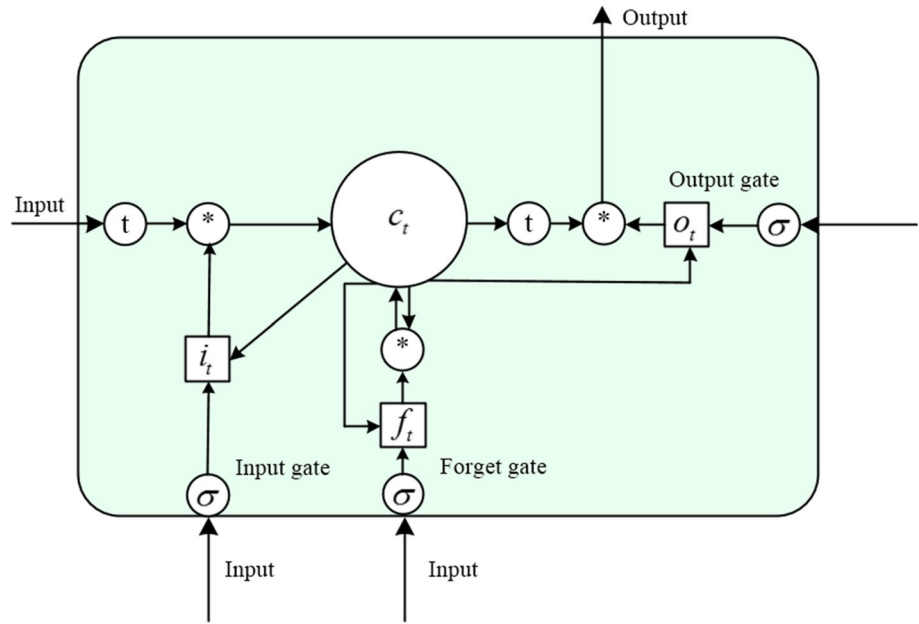 Output
Output gate
Input
t
*
c_t
t
*
o_t
σ
i_t
*
f_t
Input gate
Forget gate
σ
σ
Input
Input